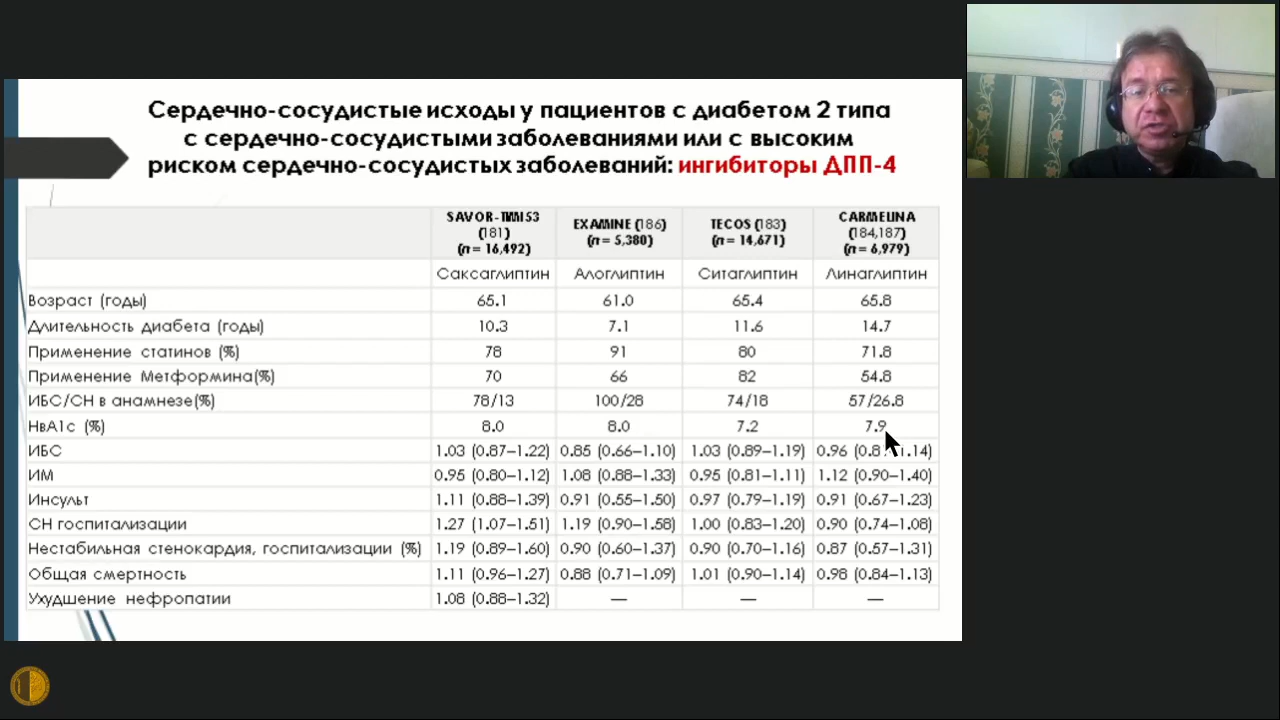 Сердечно-сосудистые исходы у пациентов с диабетом 2 типа
с сердечно-сосудистыми заболеваниями или с высоким
риском сердечно-сосудистых заболеваний: ингибиторы ДПП-4
SAVOR-TIMI 53 (181) (n = 16,492) EXAMINE (186) (n = 5,380) TECOS (183) (n = 14,671) CARMELINA (184,187) (n = 6,979)
Саксаглиптин Алоглиптин Ситаглиптин Линаглиптин
Возраст (годы) 65.1 61.0 65.4 65.8
Длительность диабета (годы) 10.3 7.1 11.6 14.7
Применение статинов (%) 78 91 80 71.8
Применение Метформина(%) 70 66 82 54.8
ИБС/СН в анамнезе(%) 78/13 100/28 74/18 57/26.8
НвА1с (%) 8.0 8.0 7.2 7.9
ИБС 1.03 (0.87–1.22) 0.85 (0.66–1.10) 1.03 (0.89–1.19) 0.96
ИМ 0.95 (0.80–1.12) 1.08 (0.88–1.33) 0.95 (0.81–1.11) 1.12 (0.90–1.40)
Инсульт 1.11 (0.88–1.39) 0.91 (0.55–1.50) 0.97 (0.79–1.19) 0.91 (0.67–1.23)
СН госпитализации 1.27 (1.07–1.51) 1.19 (0.90–1.58) 1.00 (0.83–1.20) 0.90 (0.74–1.08)
Нестабильная стенокардия, госпитализации (%) 1.19 (0.89–1.60) 0.90 (0.60–1.37) 0.90 (0.70–1.16) 0.87 (0.57–1.31)
Общая смертность 1.11 (0.96–1.27) 0.88 (0.71–1.09) 1.01 (0.90–1.14) 0.98 (0.84–1.13)
Ухудшение нефропатии 1.08 (0.88–1.32) — — —